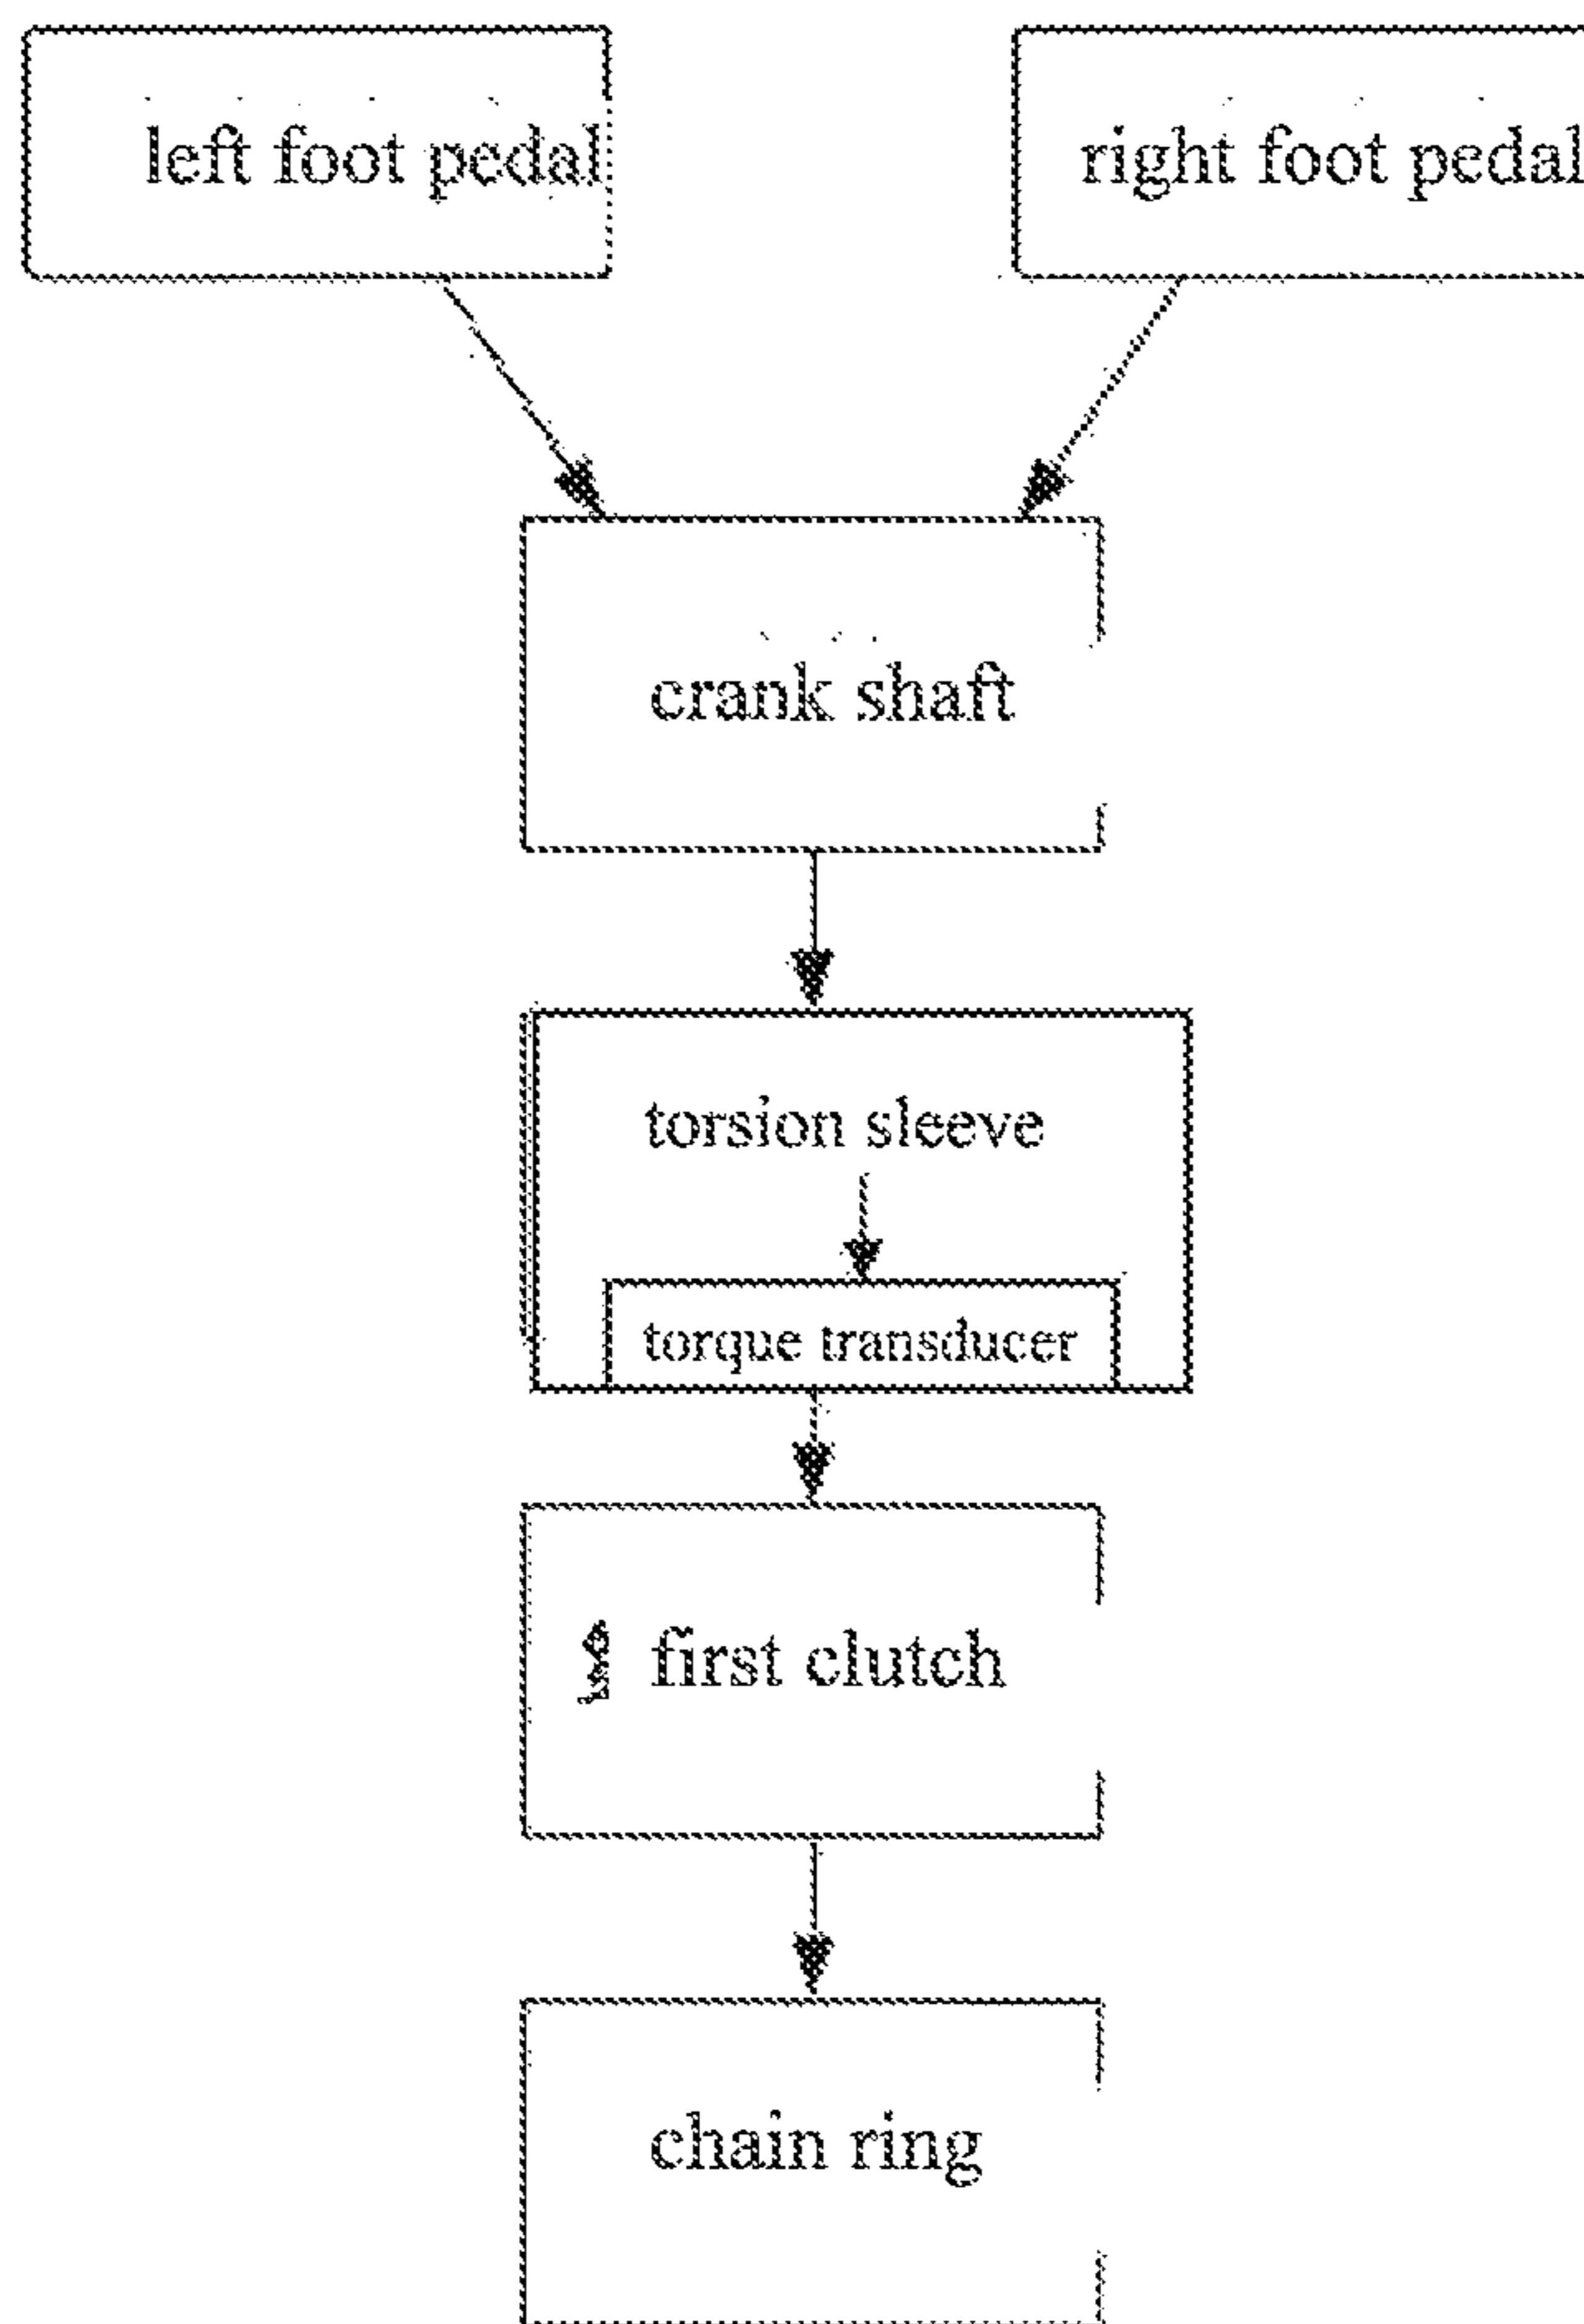 left foot pedal
right foot pedal
crank shaft
torsion sleeve
torque transducer
first clutch
chain ring